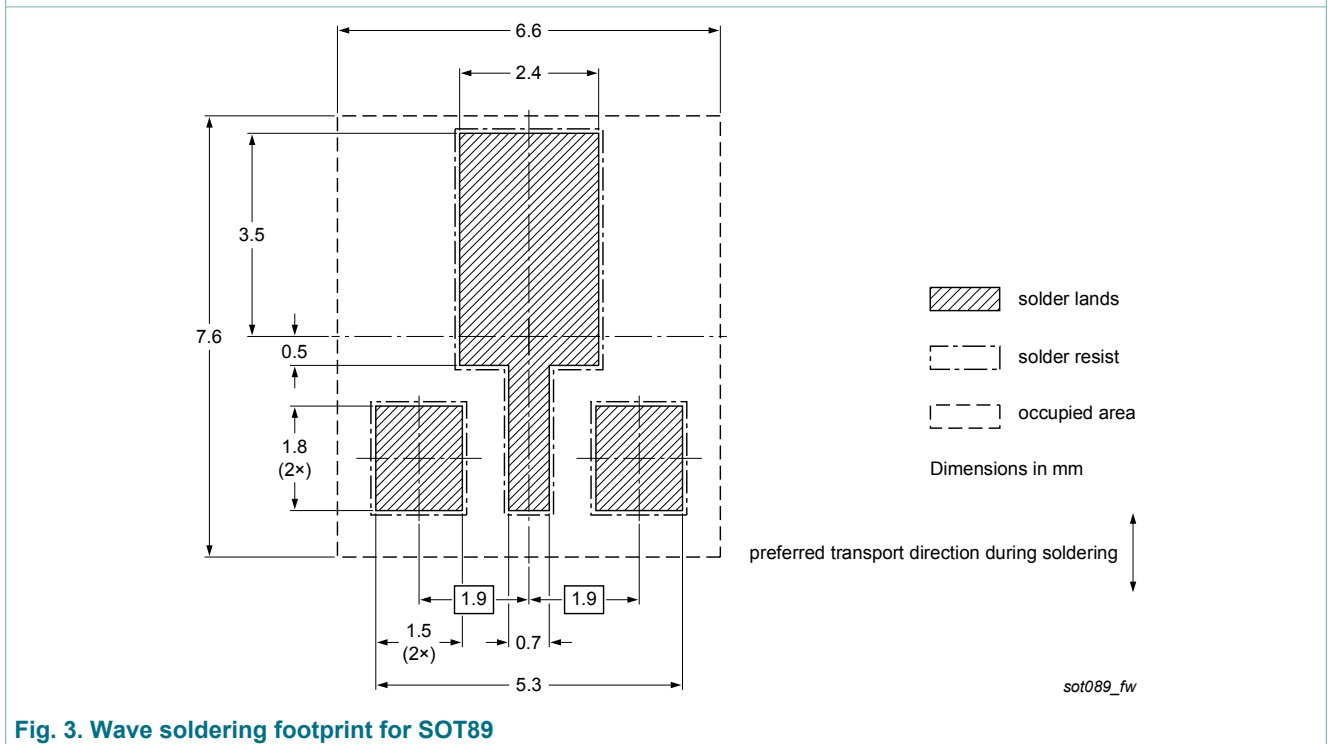 6.6
2.4
3.5
7.6
0.5
solder lands
solder resist
occupied area
1.8
(2×)
Dimensions in mm
preferred transport direction during soldering
1.9
1.9
1.5
(2×)
0.7
5.3
sot089_fw
Fig. 3. Wave soldering footprint for SOT89